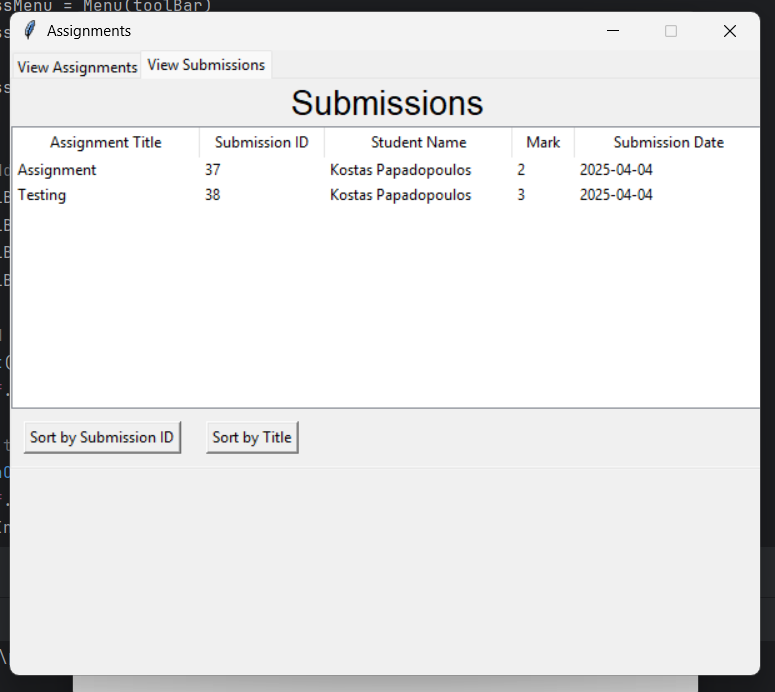 ssMenu = Menu(toolBar)
Assignments
View Assignments View Submissions
Submissions
Assignment Title Submission ID Student Name Mark Submission Date
Assignment 37 Kostas Papadopoulos 2 2025-04-04
Testing 38 Kostas Papadopoulos 3 2025-04-04
Sort by Submission ID Sort by Title